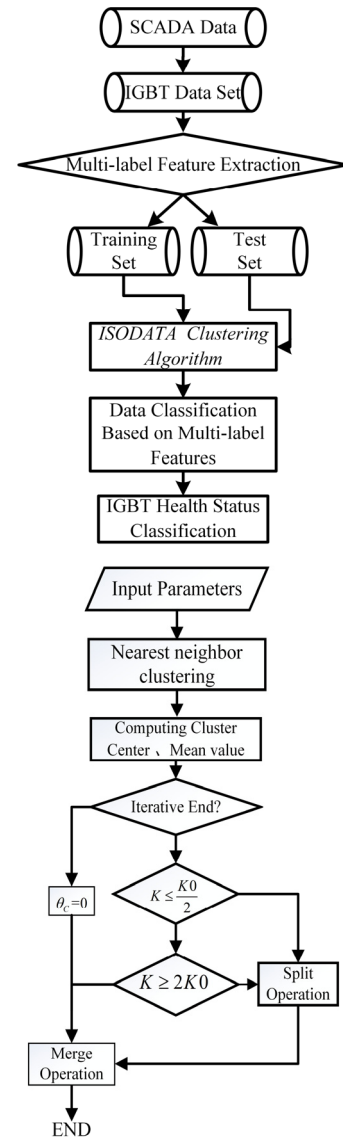 SCADA Data
IGBT Data Set
Multi-label Feature Extraction
Training
Set
Test
Set
ISODATA Clustering
Algorithm
Data Classification
Based on Multi-label
Features
IGBT Health Status
Classification
Input Parameters
Nearest neighbor
clustering
Computing Cluster
Center、Mean value
Iterative End?
θ_C=0
K ≤ K0/2
K ≥ 2K0
Split
Operation
Merge
Operation
END